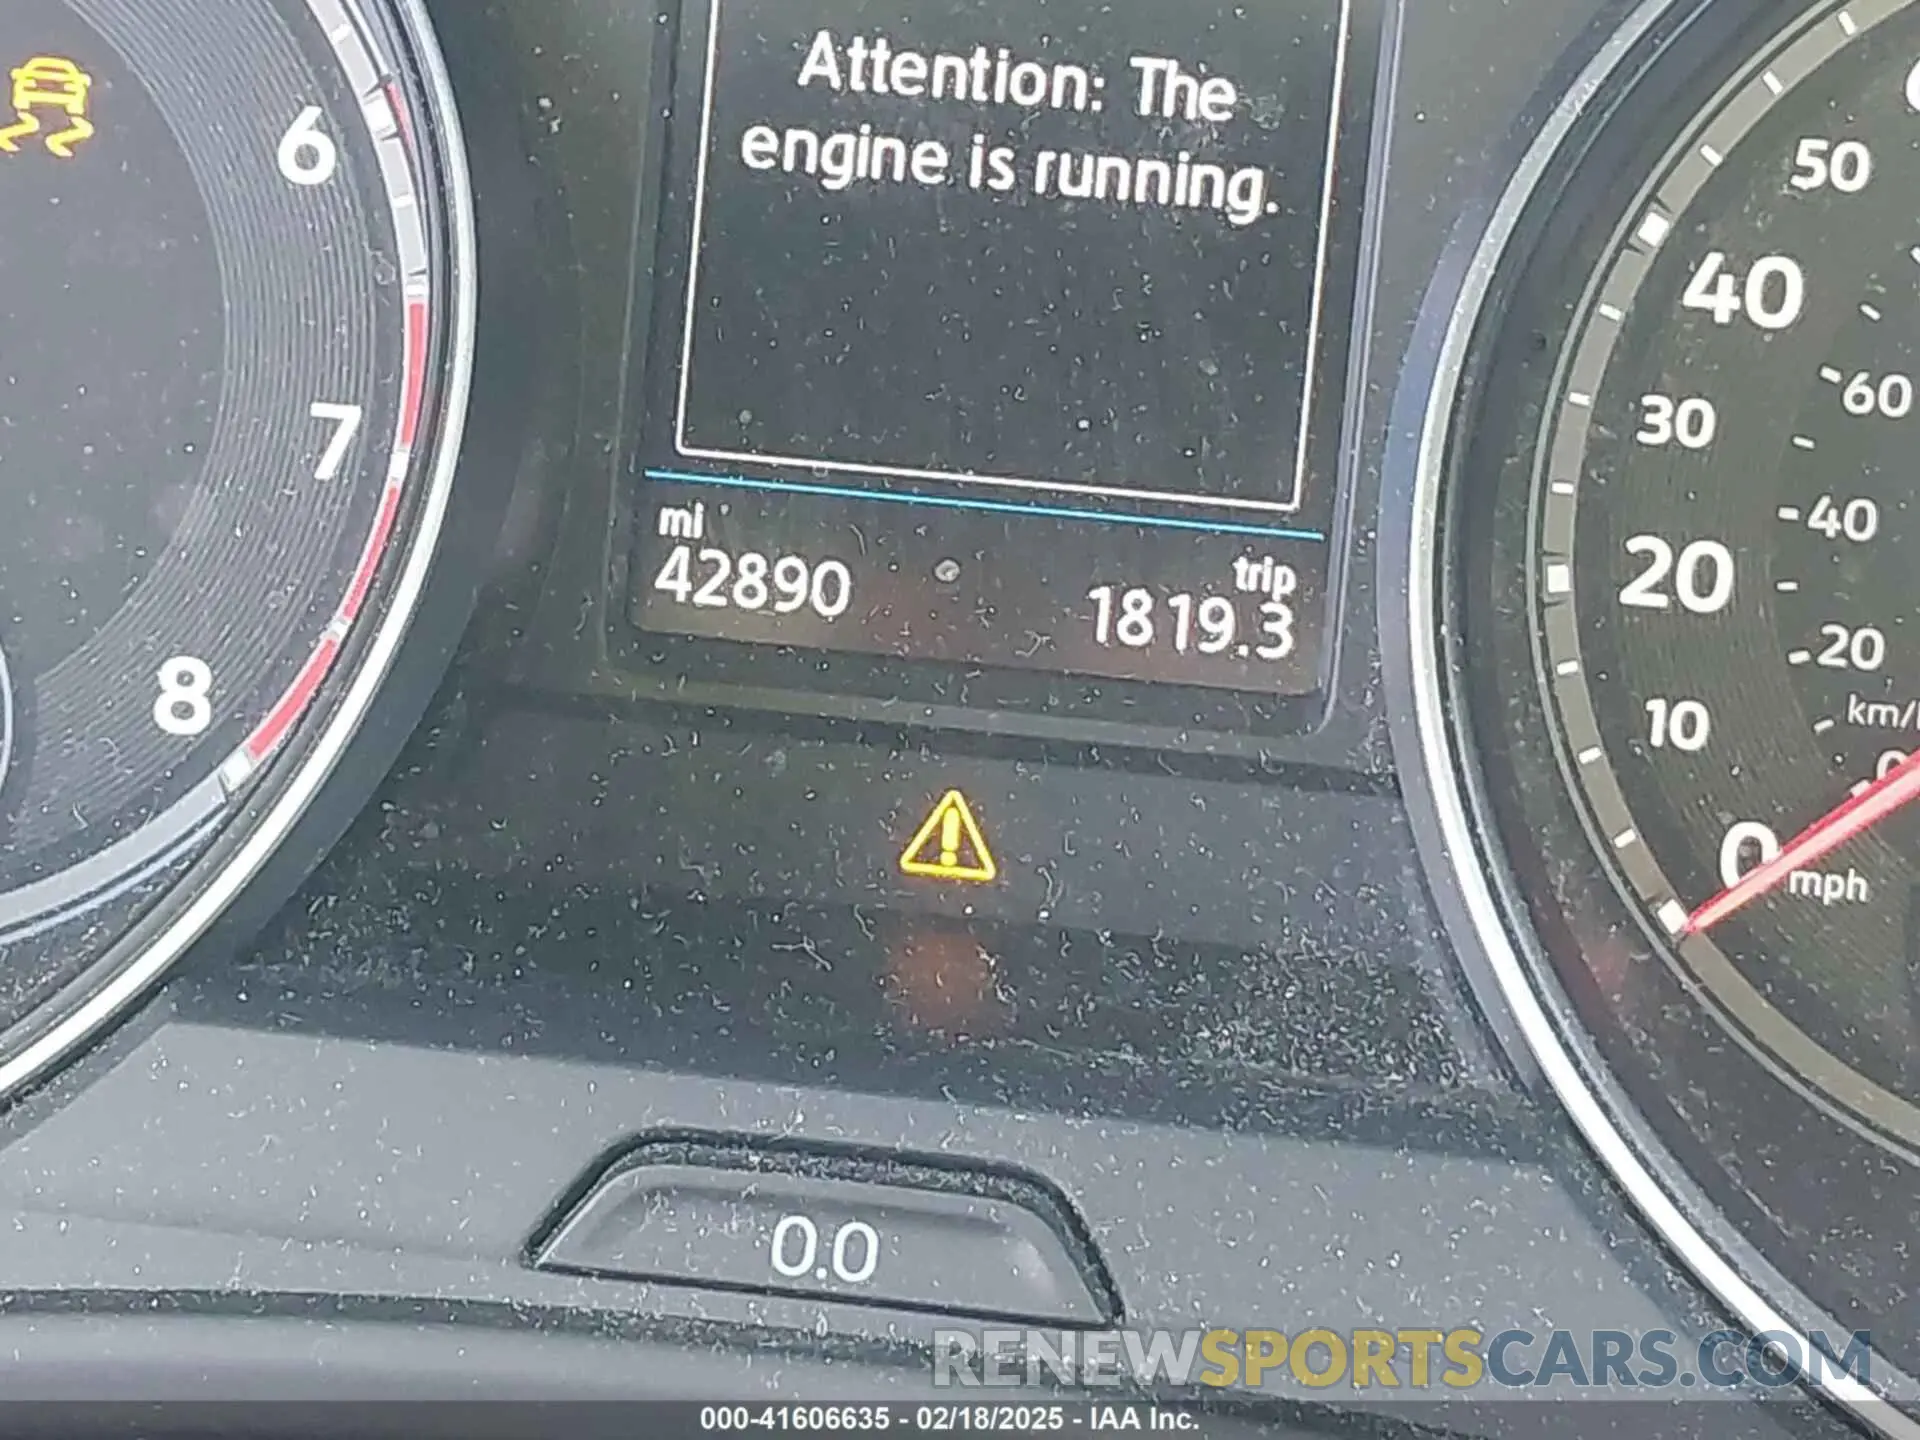 Attention: The
engine is running.
mi
42890
trip
1819.3
6
7
8
50
40
30
20
10
0
mph
60
40
20
km/
0
0.0
RENEWSPORTSCARS.COM
000-41606635 - 02/18/2025 - IAA Inc.